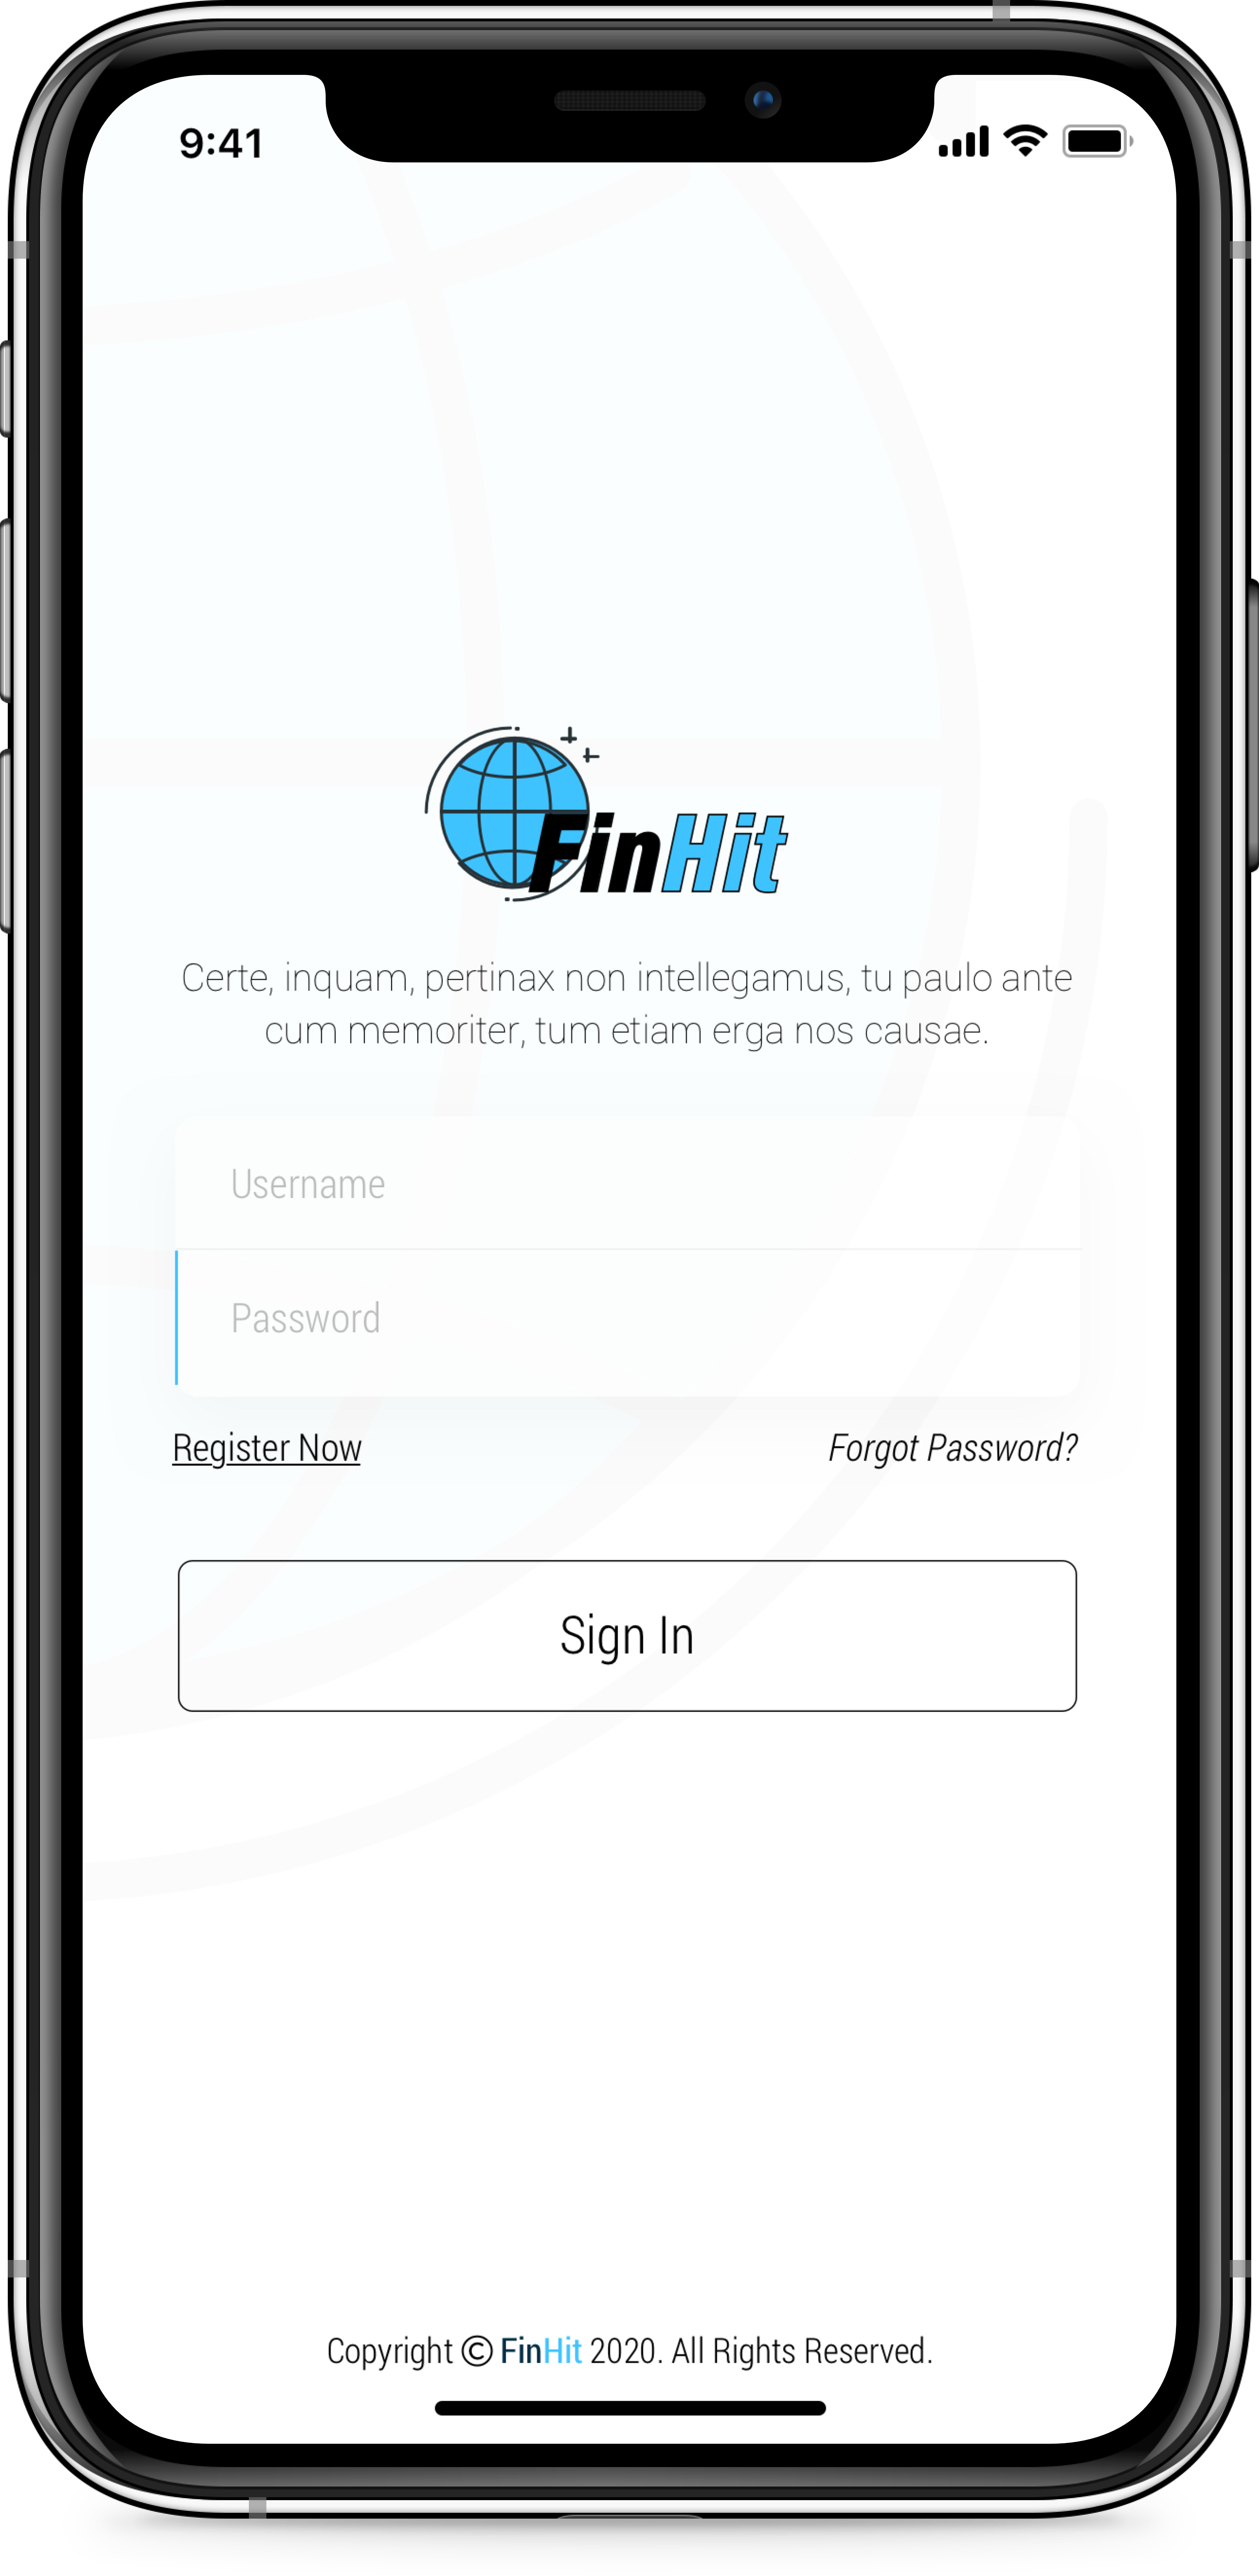 9:41
FinHit
Certe, inquam, pertinax non intellegamus, tu paulo ante
cum memoriter, tum etiam erga nos causae.
Username
Password
Register Now
Forgot Password?
Sign In
Copyright © FinHit 2020. All Rights Reserved.